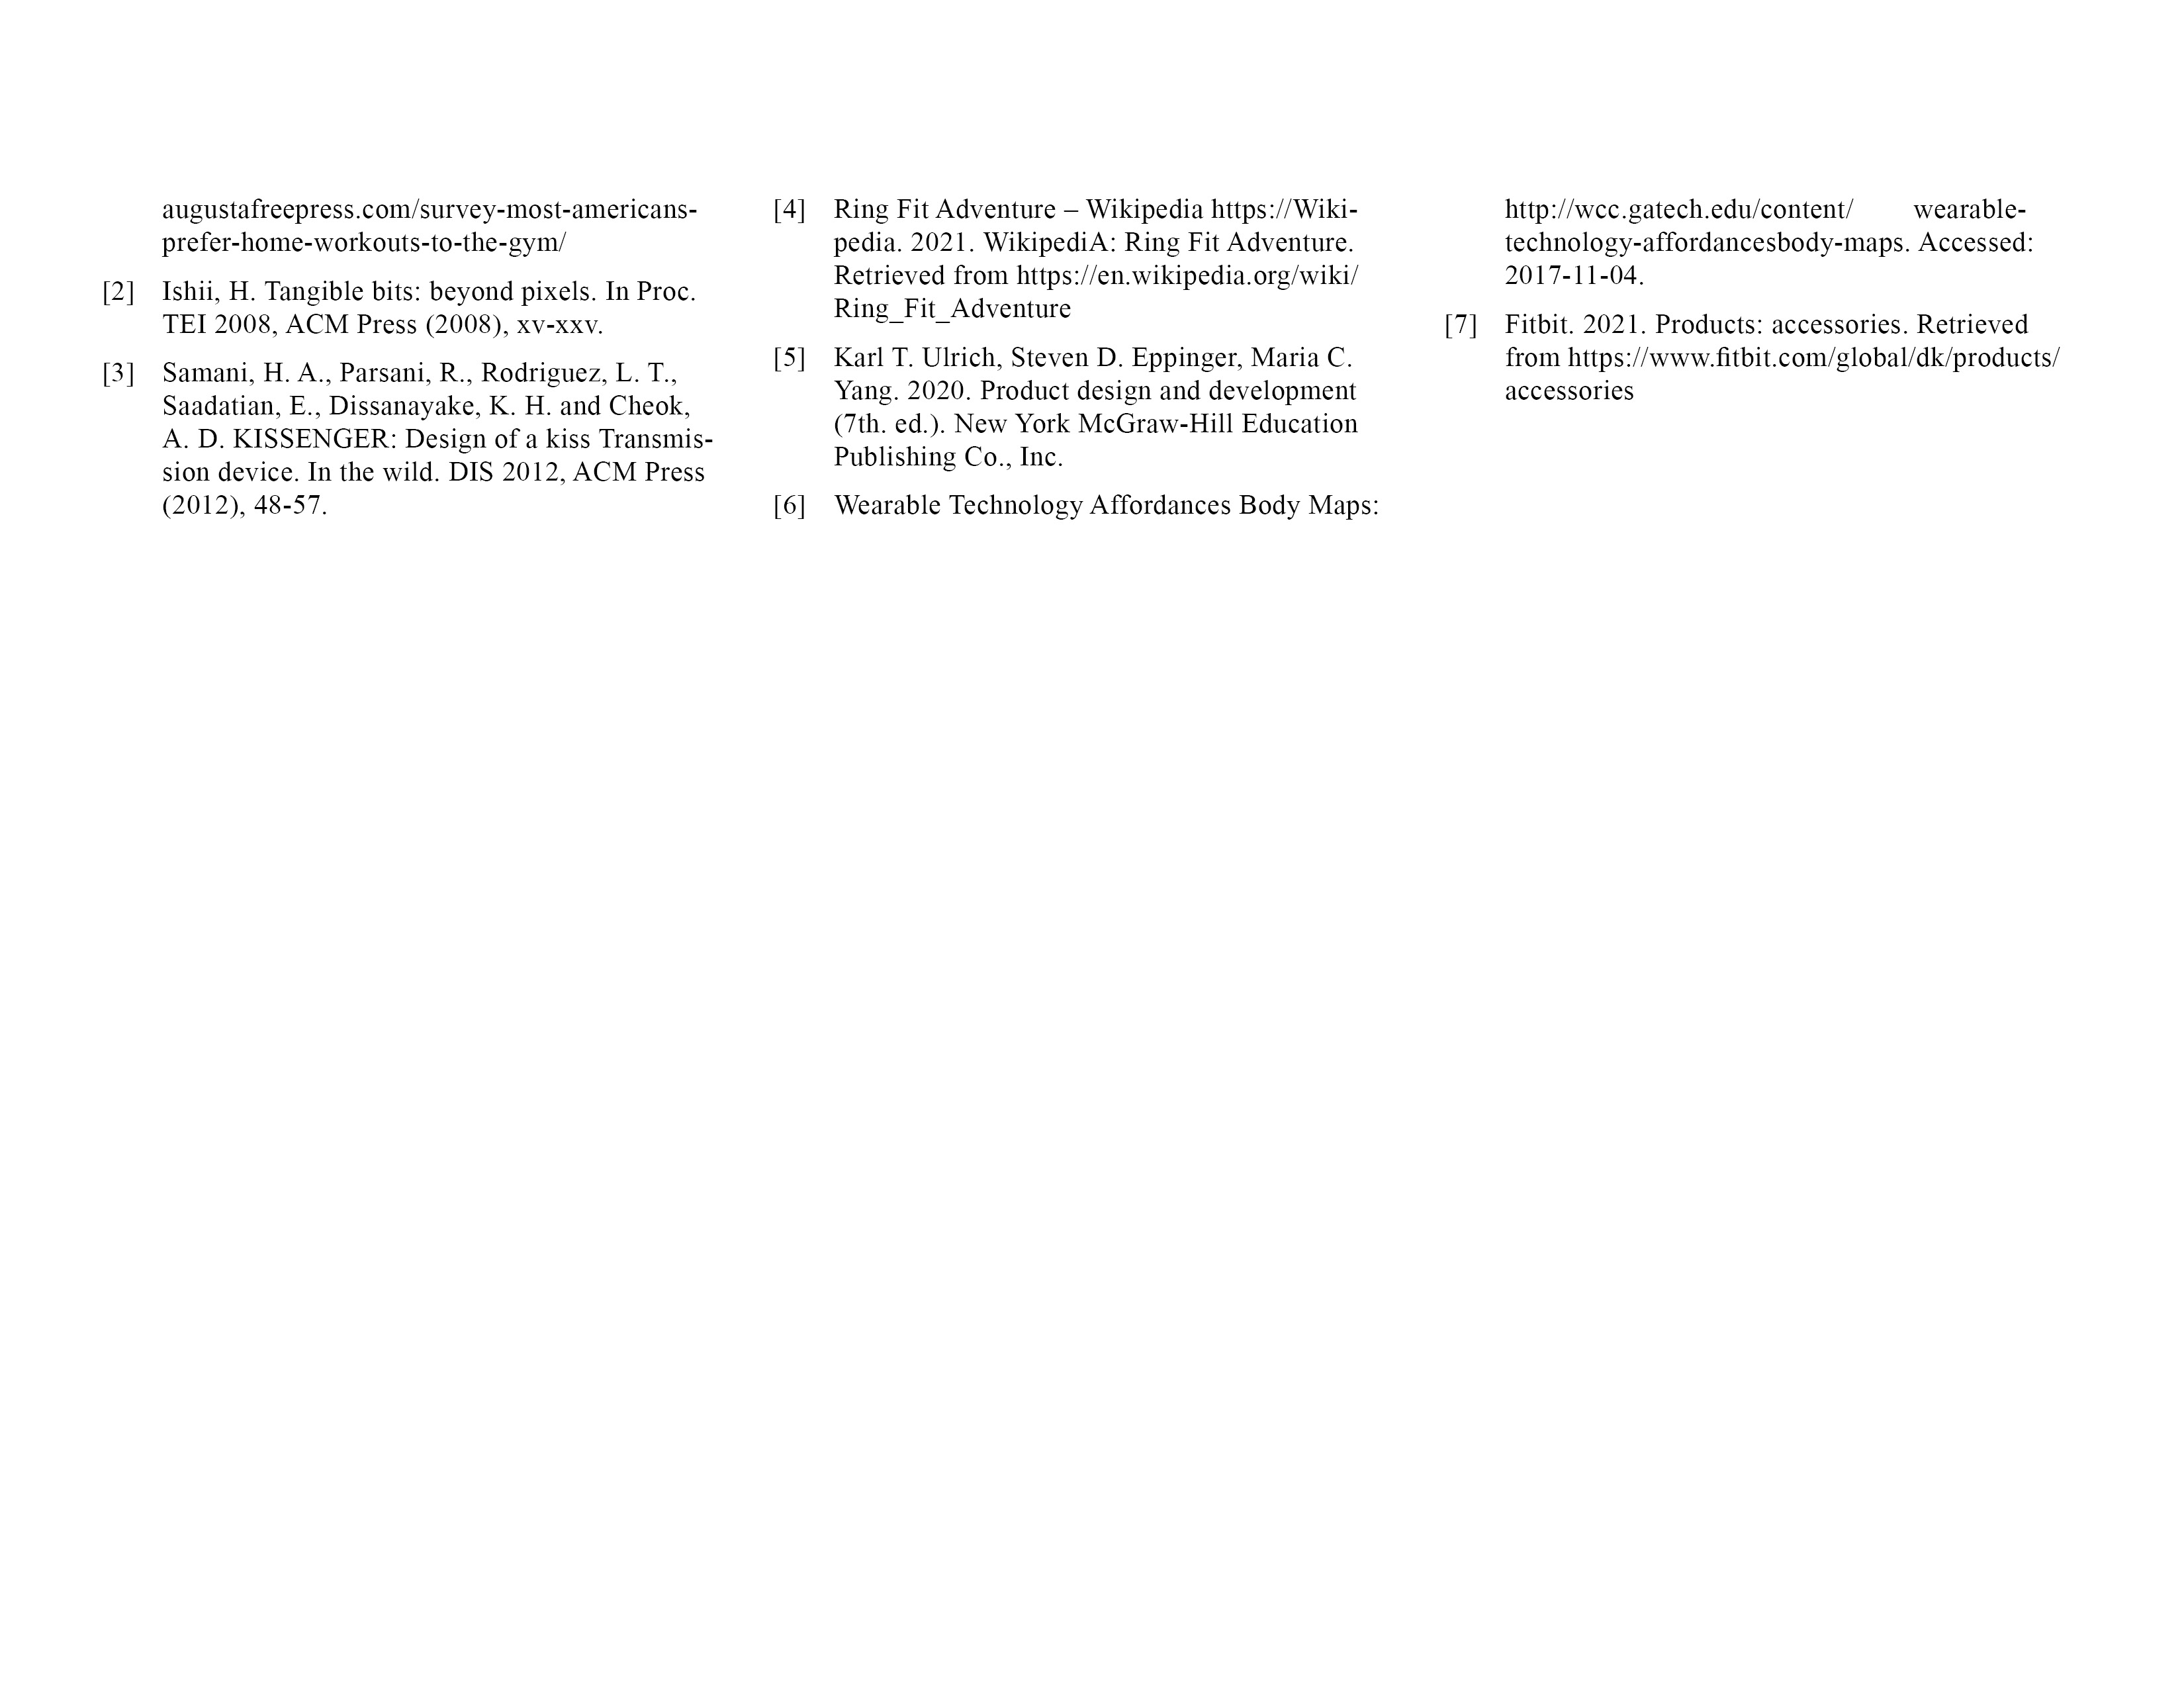 augustafreepress.com/survey-most-americans-
prefer-home-workouts-to-the-gym/
[2] Ishii, H. Tangible bits: beyond pixels. In Proc.
TEI 2008, ACM Press (2008), xv-xxv.
[3] Samani, H. A., Parsani, R., Rodriguez, L. T.,
Saadatian, E., Dissanayake, K. H. and Cheok,
A. D. KISSENGER: Design of a kiss Transmis-
sion device. In the wild. DIS 2012, ACM Press
(2012), 48-57.
[4] Ring Fit Adventure – Wikipedia https://Wiki-
pedia. 2021. WikipediA: Ring Fit Adventure.
Retrieved from https://en.wikipedia.org/wiki/
Ring_Fit_Adventure
[5] Karl T. Ulrich, Steven D. Eppinger, Maria C.
Yang. 2020. Product design and development
(7th. ed.). New York McGraw-Hill Education
Publishing Co., Inc.
[6] Wearable Technology Affordances Body Maps:
http://wcc.gatech.edu/content/ wearable-
technology-affordancesbody-maps. Accessed:
2017-11-04.
[7] Fitbit. 2021. Products: accessories. Retrieved
from https://www.fitbit.com/global/dk/products/
accessories